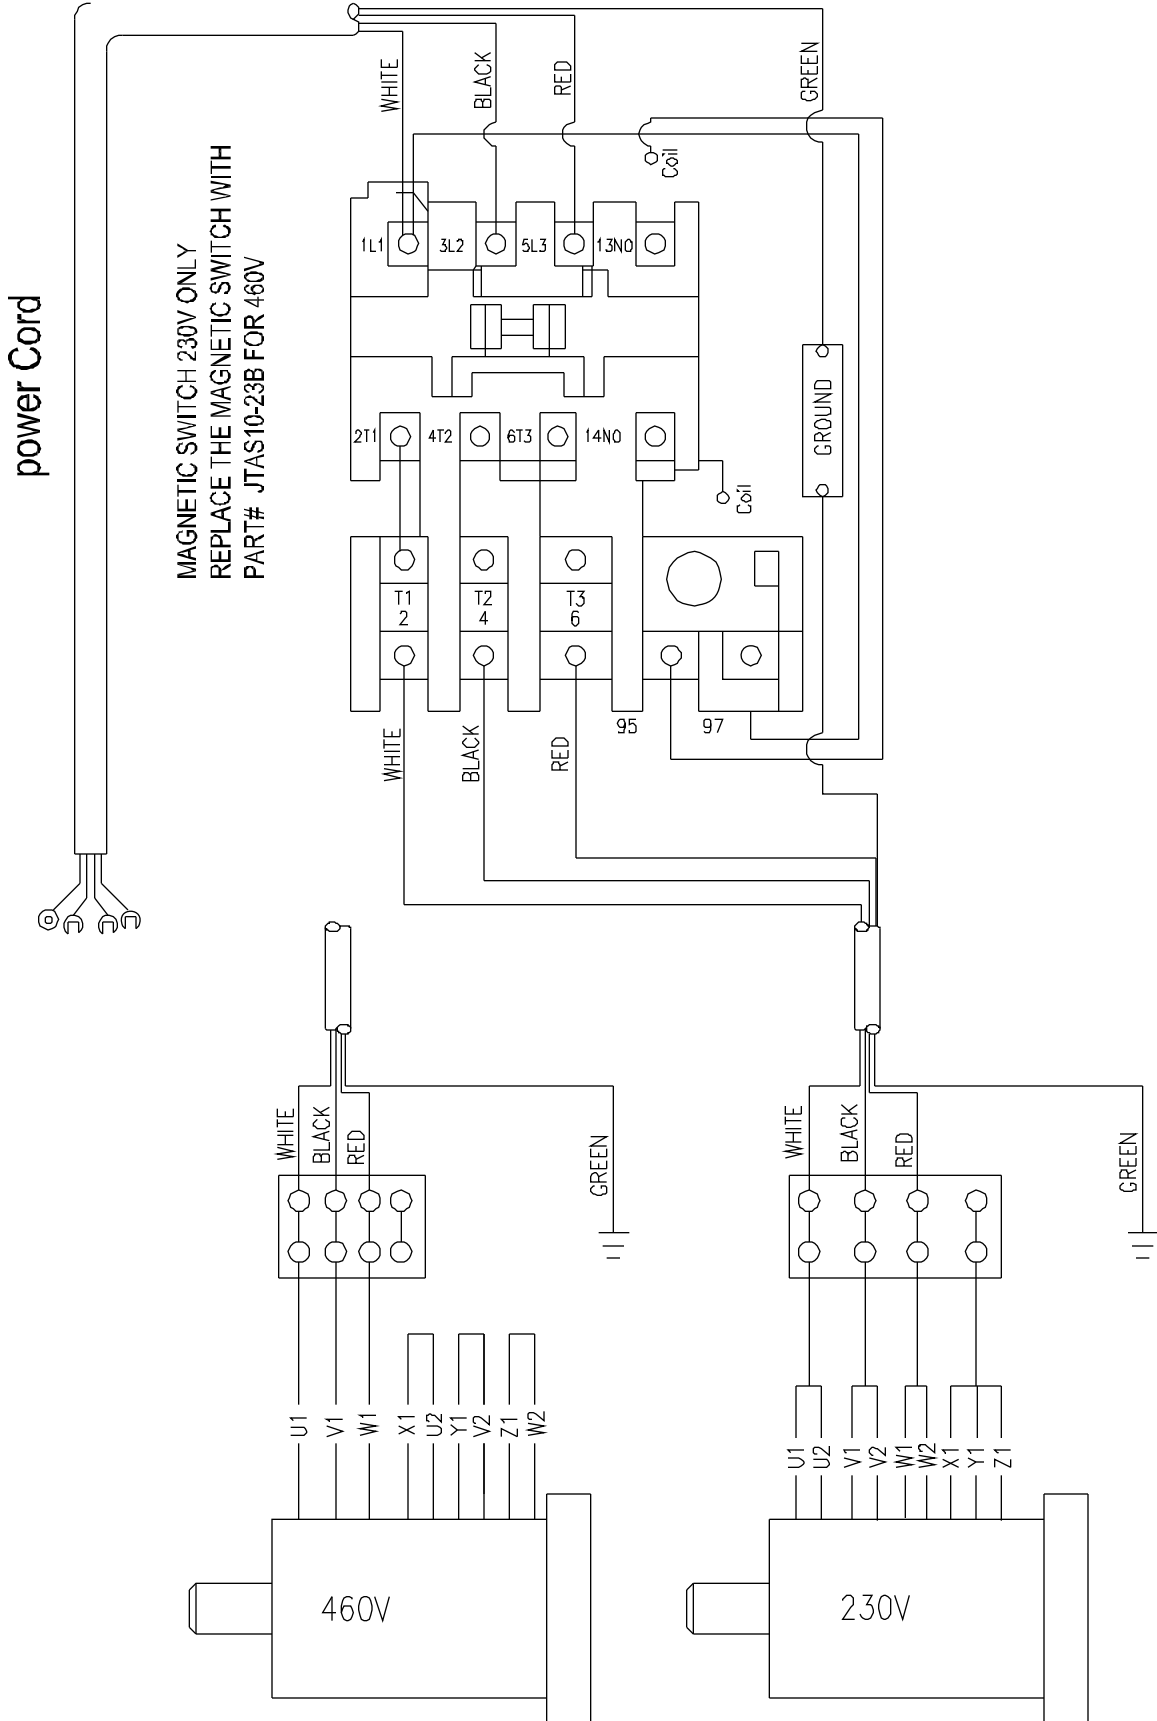 power Cord
MAGNETIC SWITCH 230V ONLY
REPLACE THE MAGNETIC SWITCH WITH
PART# JTAS10-23B FOR 460V
WHITE
BLACK
RED
GREEN
Coil
1L1
3L2
5L3
13NO
2T1
4T2
6T3
14NO
Coil
GROUND
T1
2
T2
4
T3
6
95
97
WHITE
BLACK
RED
WHITE
BLACK
RED
GREEN
WHITE
BLACK
RED
GREEN
U1
V1
W1
X1
U2
Y1
V2
Z1
W2
U1
U2
V1
V2
W1
W2
X1
Y1
Z1
460V
230V